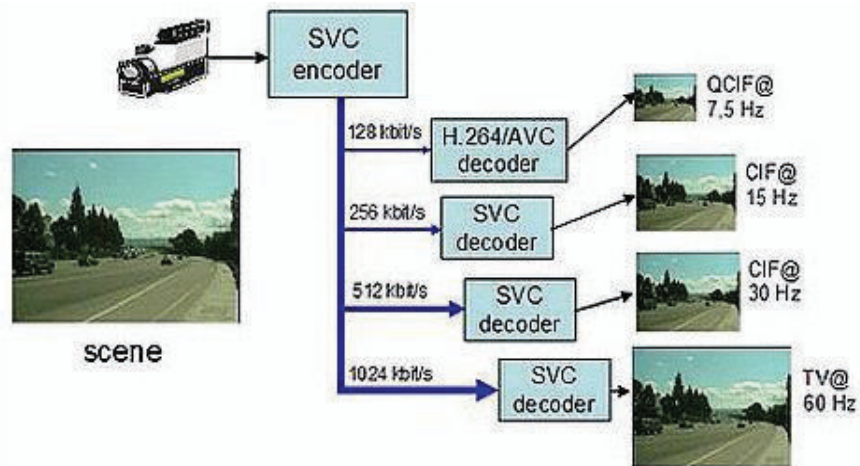 SVC
encoder
128 kbit/s
H.264/AVC
decoder
QCIF@
7,5 Hz
256 kbit/s
SVC
decoder
CIF@
15 Hz
512 kbit/s
SVC
decoder
CIF@
30 Hz
scene
1024 kbit/s
SVC
decoder
TV@
60 Hz